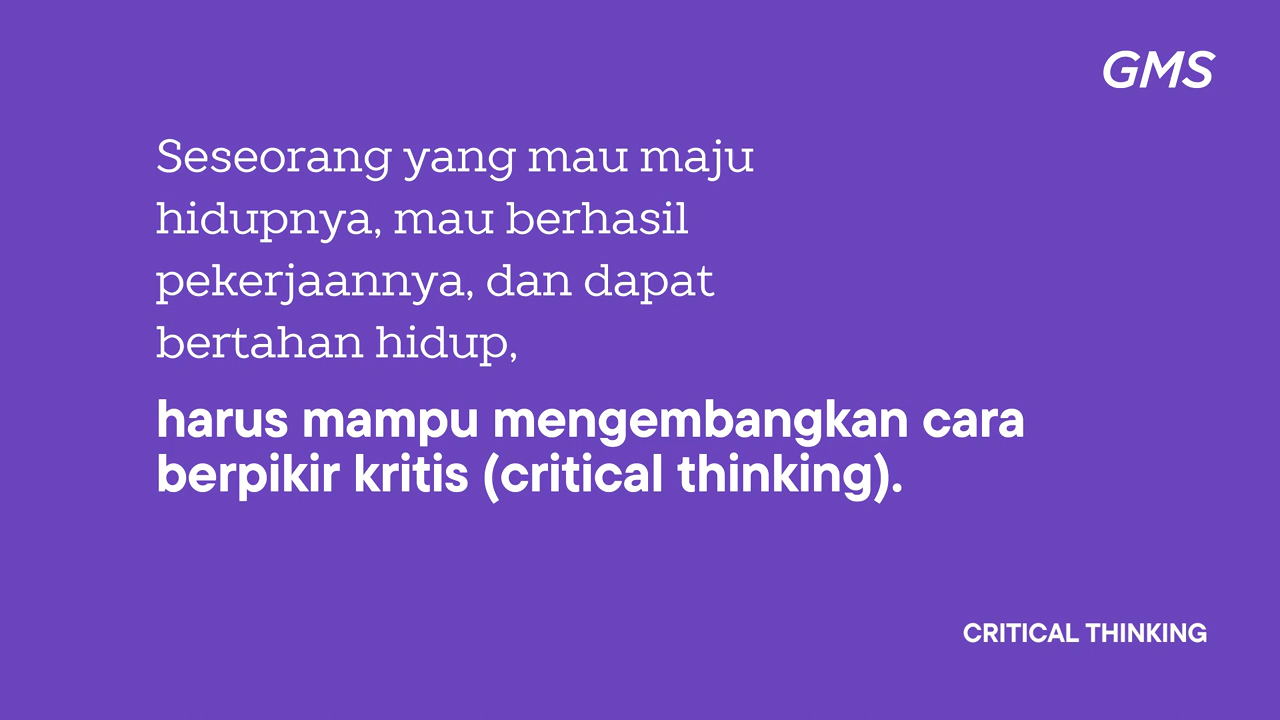 GMS
Seseorang yang mau maju
hidupnya, mau berhasil
pekerjaannya, dan dapat
bertahan hidup,
harus mampu mengembangkan cara
berpikir kritis (critical thinking).
CRITICAL THINKING